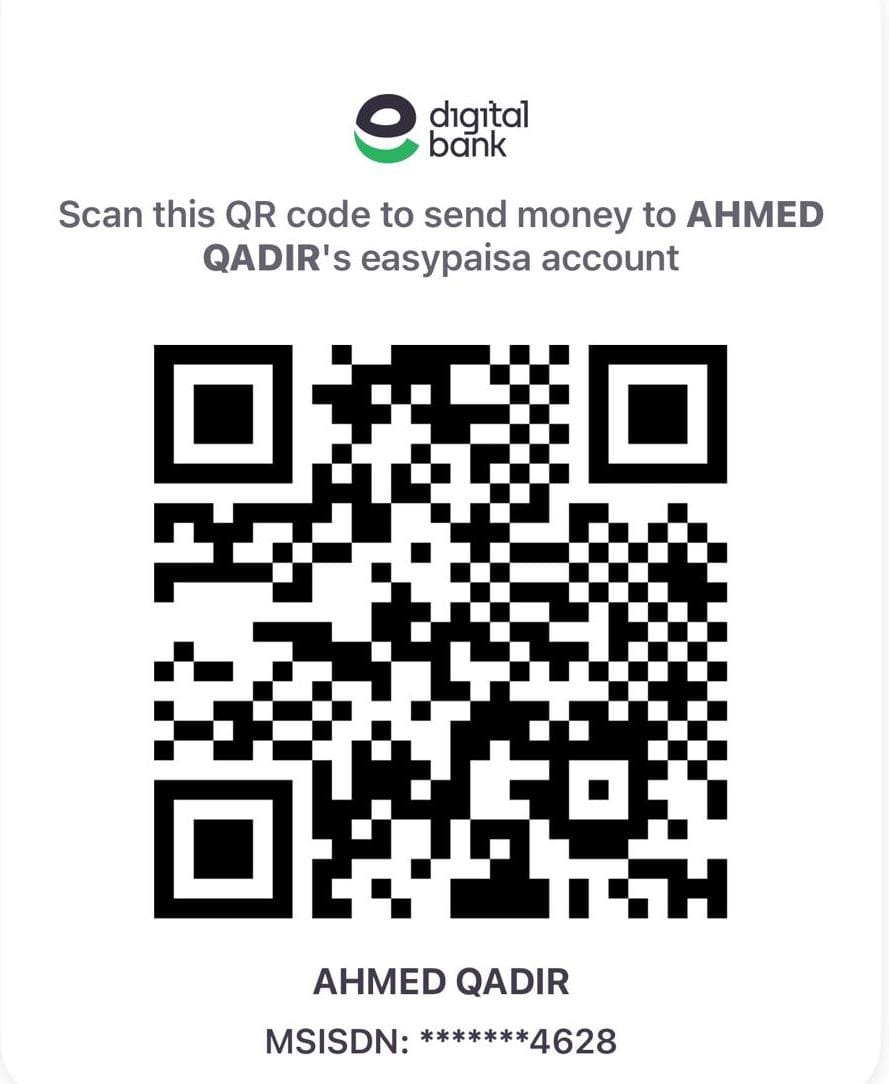 digital
bank
Scan this QR code to send money to AHMED
QADIR's easypaisa account
AHMED QADIR
MSISDN: *******4628